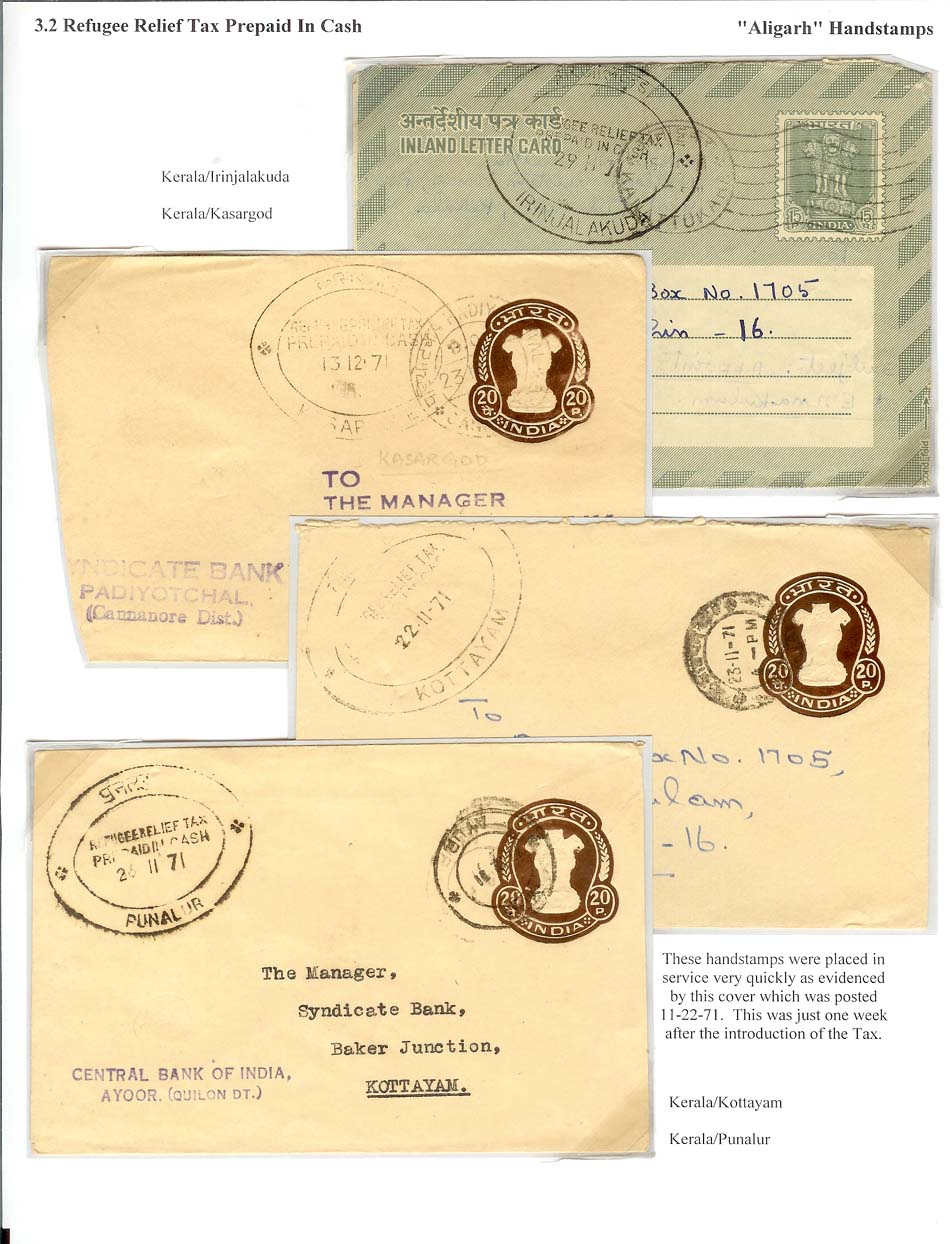 3.2 Refugee Relief Tax Prepaid In Cash
"Aligarh" Handstamps
Kerala/Irinjalakuda
Kerala/Kasargod
अन्तर्देशीय पत्र कार्ड
INLAND LETTER CARD
GEE RELIEF TAX
PREPAID IN CASH
29 11 71
IRINJALAKUDA
भारत
15 15
INDIA
Box No. 1705
- 16.
REFUGEE RELIEF TAX
PREPAID IN CASH
13 12 71
23
भारत
20 पै. 20 P.
INDIA
KASARGOD
TO
THE MANAGER
YNDICATE BANK
PADIYOTCHAL,
(Cannanore Dist.)
RELIEF TAX
22-11-71
KOTTAYAM
23-11-71
4 - PM
भारत
20 पै. 20 P.
INDIA
To
x No. 1705,
ulam,
- 16.
पुनलूर
REFUGEE RELIEF TAX
PREPAID IN CASH
26 11 71
PUNALUR
भारत
20 20 P.
INDIA
The Manager,
Syndicate Bank,
Baker Junction,
KOTTAYAM.
CENTRAL BANK OF INDIA,
AYOOR. (QUILON DT.)
These handstamps were placed in
service very quickly as evidenced
by this cover which was posted
11-22-71. This was just one week
after the introduction of the Tax.
Kerala/Kottayam
Kerala/Punalur